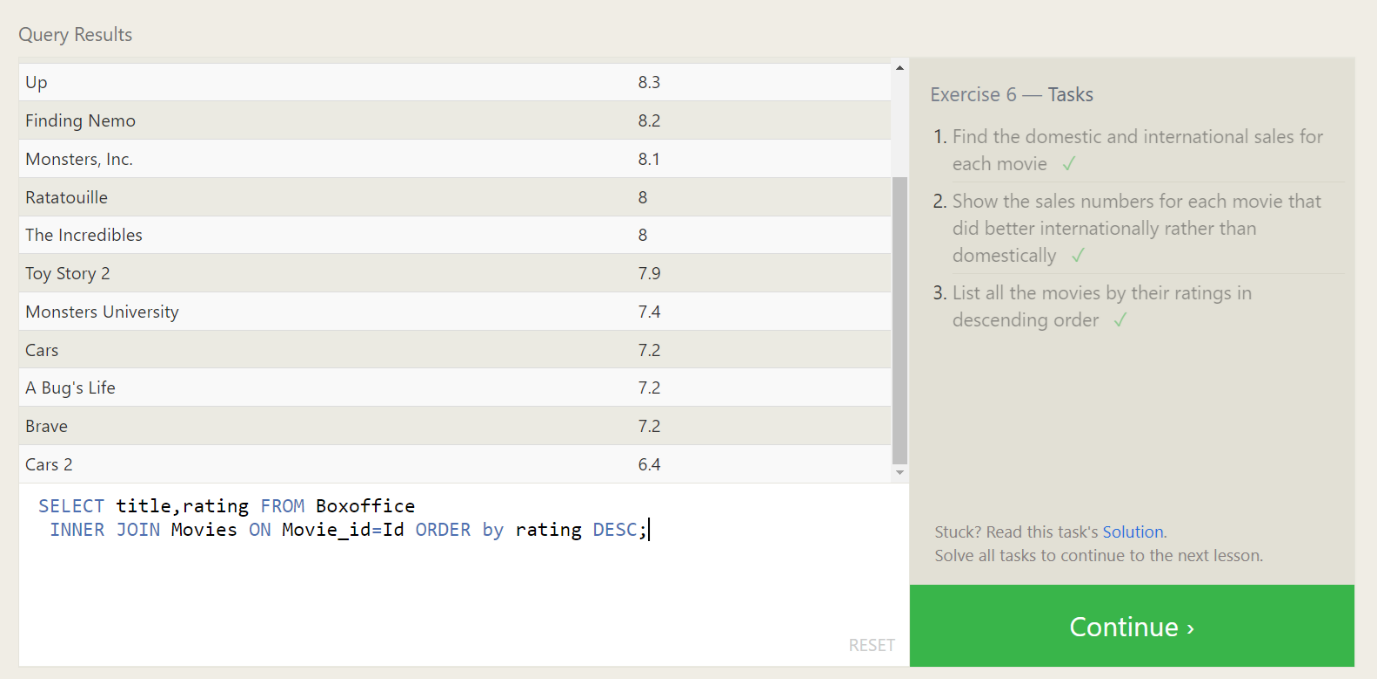 Query Results
Up 8.3
Finding Nemo 8.2
Monsters, Inc. 8.1
Ratatouille 8
The Incredibles 8
Toy Story 2 7.9
Monsters University 7.4
Cars 7.2
A Bug's Life 7.2
Brave 7.2
Cars 2 6.4
SELECT title,rating FROM Boxoffice
INNER JOIN Movies ON Movie_id=Id ORDER by rating DESC;
RESET
Exercise 6 — Tasks
1. Find the domestic and international sales for
each movie ✓
2. Show the sales numbers for each movie that
did better internationally rather than
domestically ✓
3. List all the movies by their ratings in
descending order ✓
Stuck? Read this task's Solution.
Solve all tasks to continue to the next lesson.
Continue ›